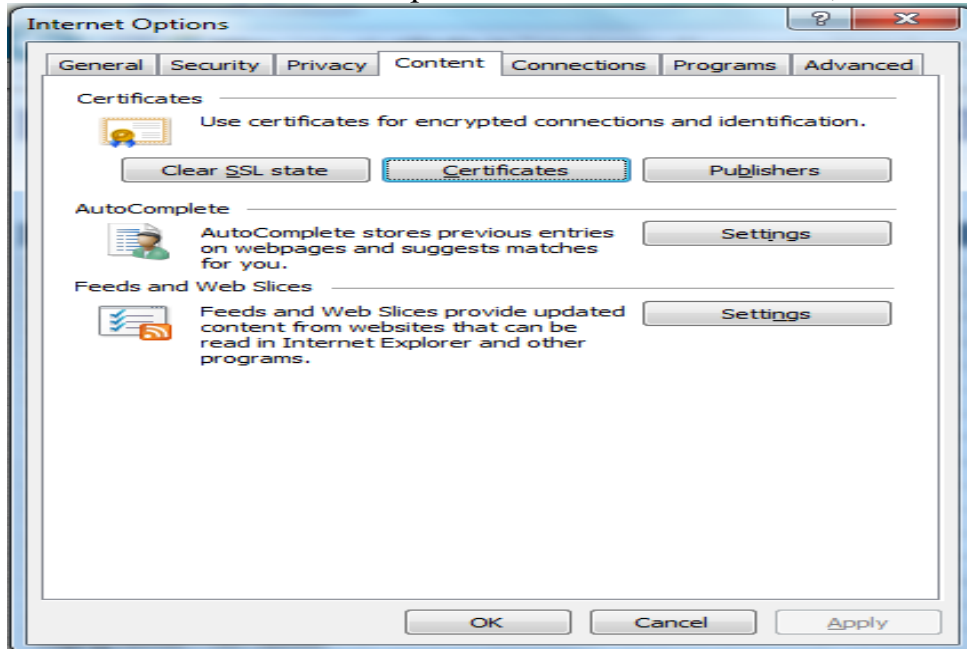 Internet Options
?
General Security Privacy Content Connections Programs Advanced
Certificates
Use certificates for encrypted connections and identification.
Clear SSL state Certificates Publishers
AutoComplete
AutoComplete stores previous entries
on webpages and suggests matches
for you.
Settings
Feeds and Web Slices
Feeds and Web Slices provide updated
content from websites that can be
read in Internet Explorer and other
programs.
Settings
OK Cancel Apply